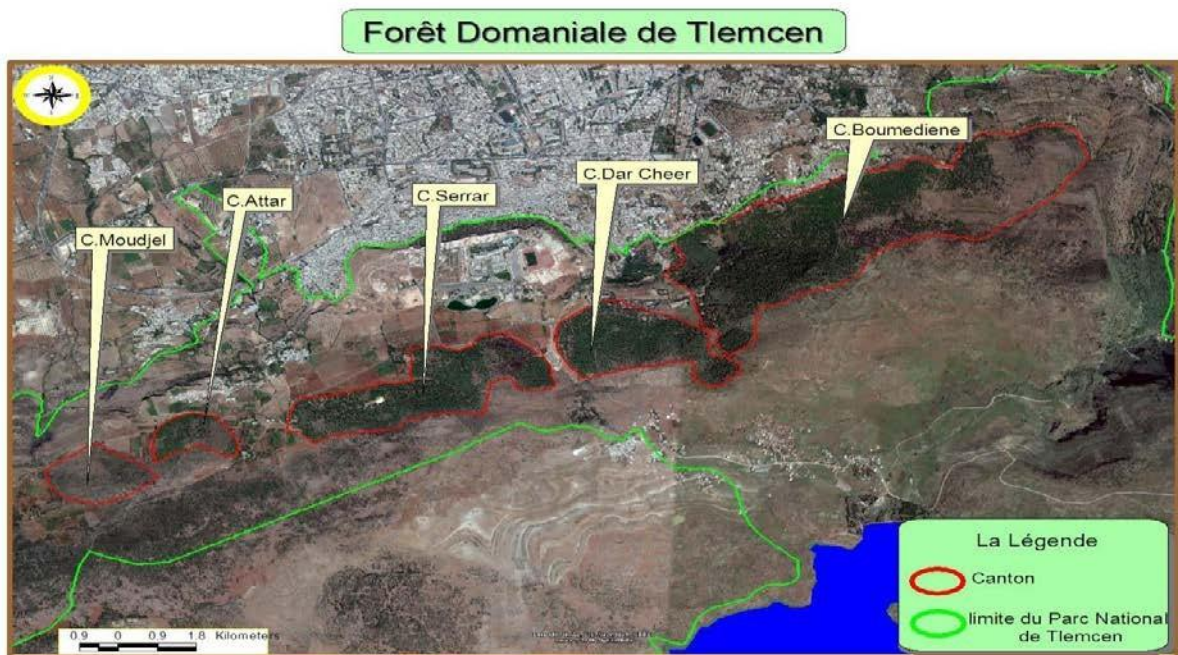 Forêt Domaniale de Tlemcen
C.Boumediene
C.Dar Cheer
C.Serrar
C.Attar
C.Moudjel
La Légende
Canton
limite du Parc National
de Tlemcen
0.9 0 0.9 1.8 Kilometers